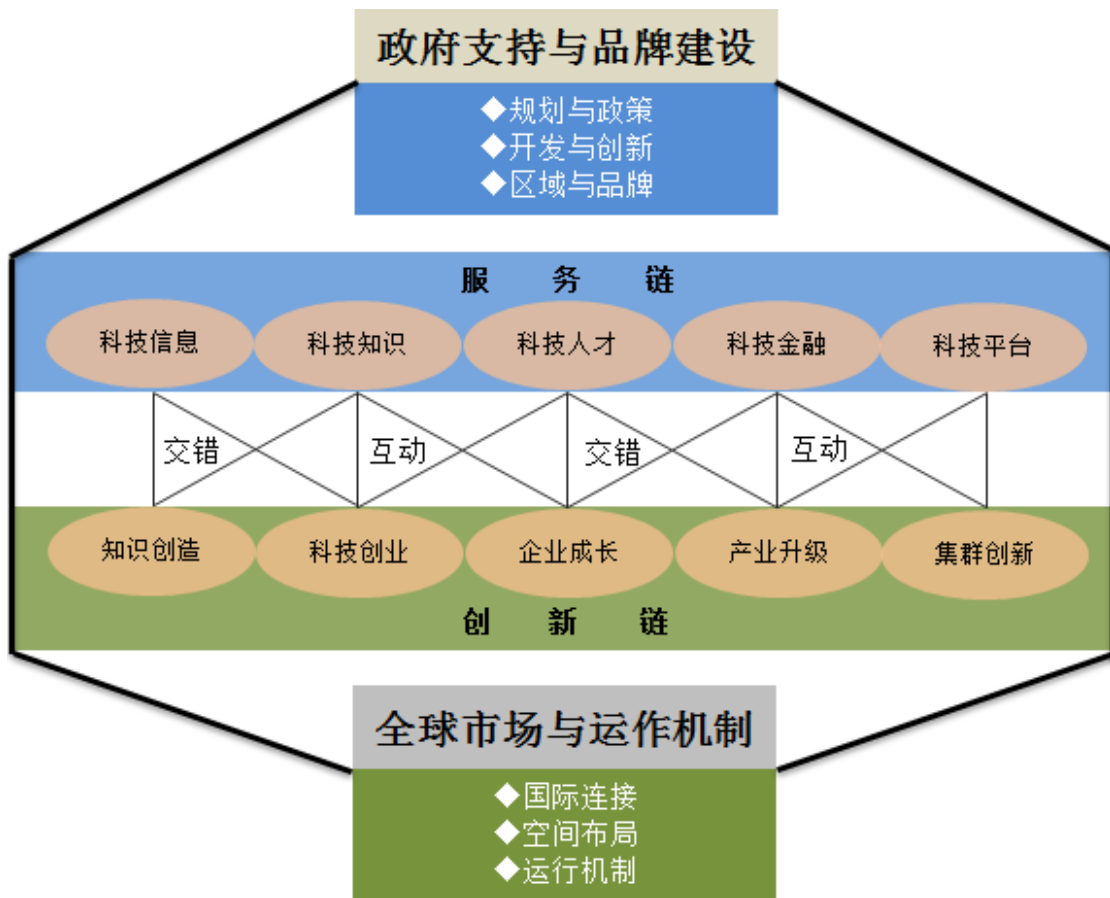 政府支持与品牌建设
◆规划与政策
◆开发与创新
◆区域与品牌
服 务 链
科技信息 科技知识 科技人才 科技金融 科技平台
交错 互动 交错 互动
知识创造 科技创业 企业成长 产业升级 集群创新
创 新 链
全球市场与运作机制
◆国际连接
◆空间布局
◆运行机制